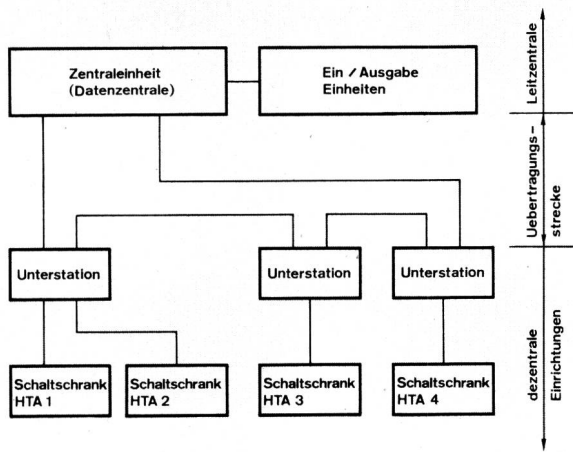 Zentraleinheit
(Datenzentrale)
Ein / Ausgabe
Einheiten
Leitzentrale
Uebertragungs-
strecke
Unterstation
Unterstation
Unterstation
dezentrale
Einrichtungen
Schaltschrank
HTA 1
Schaltschrank
HTA 2
Schaltschrank
HTA 3
Schaltschrank
HTA 4